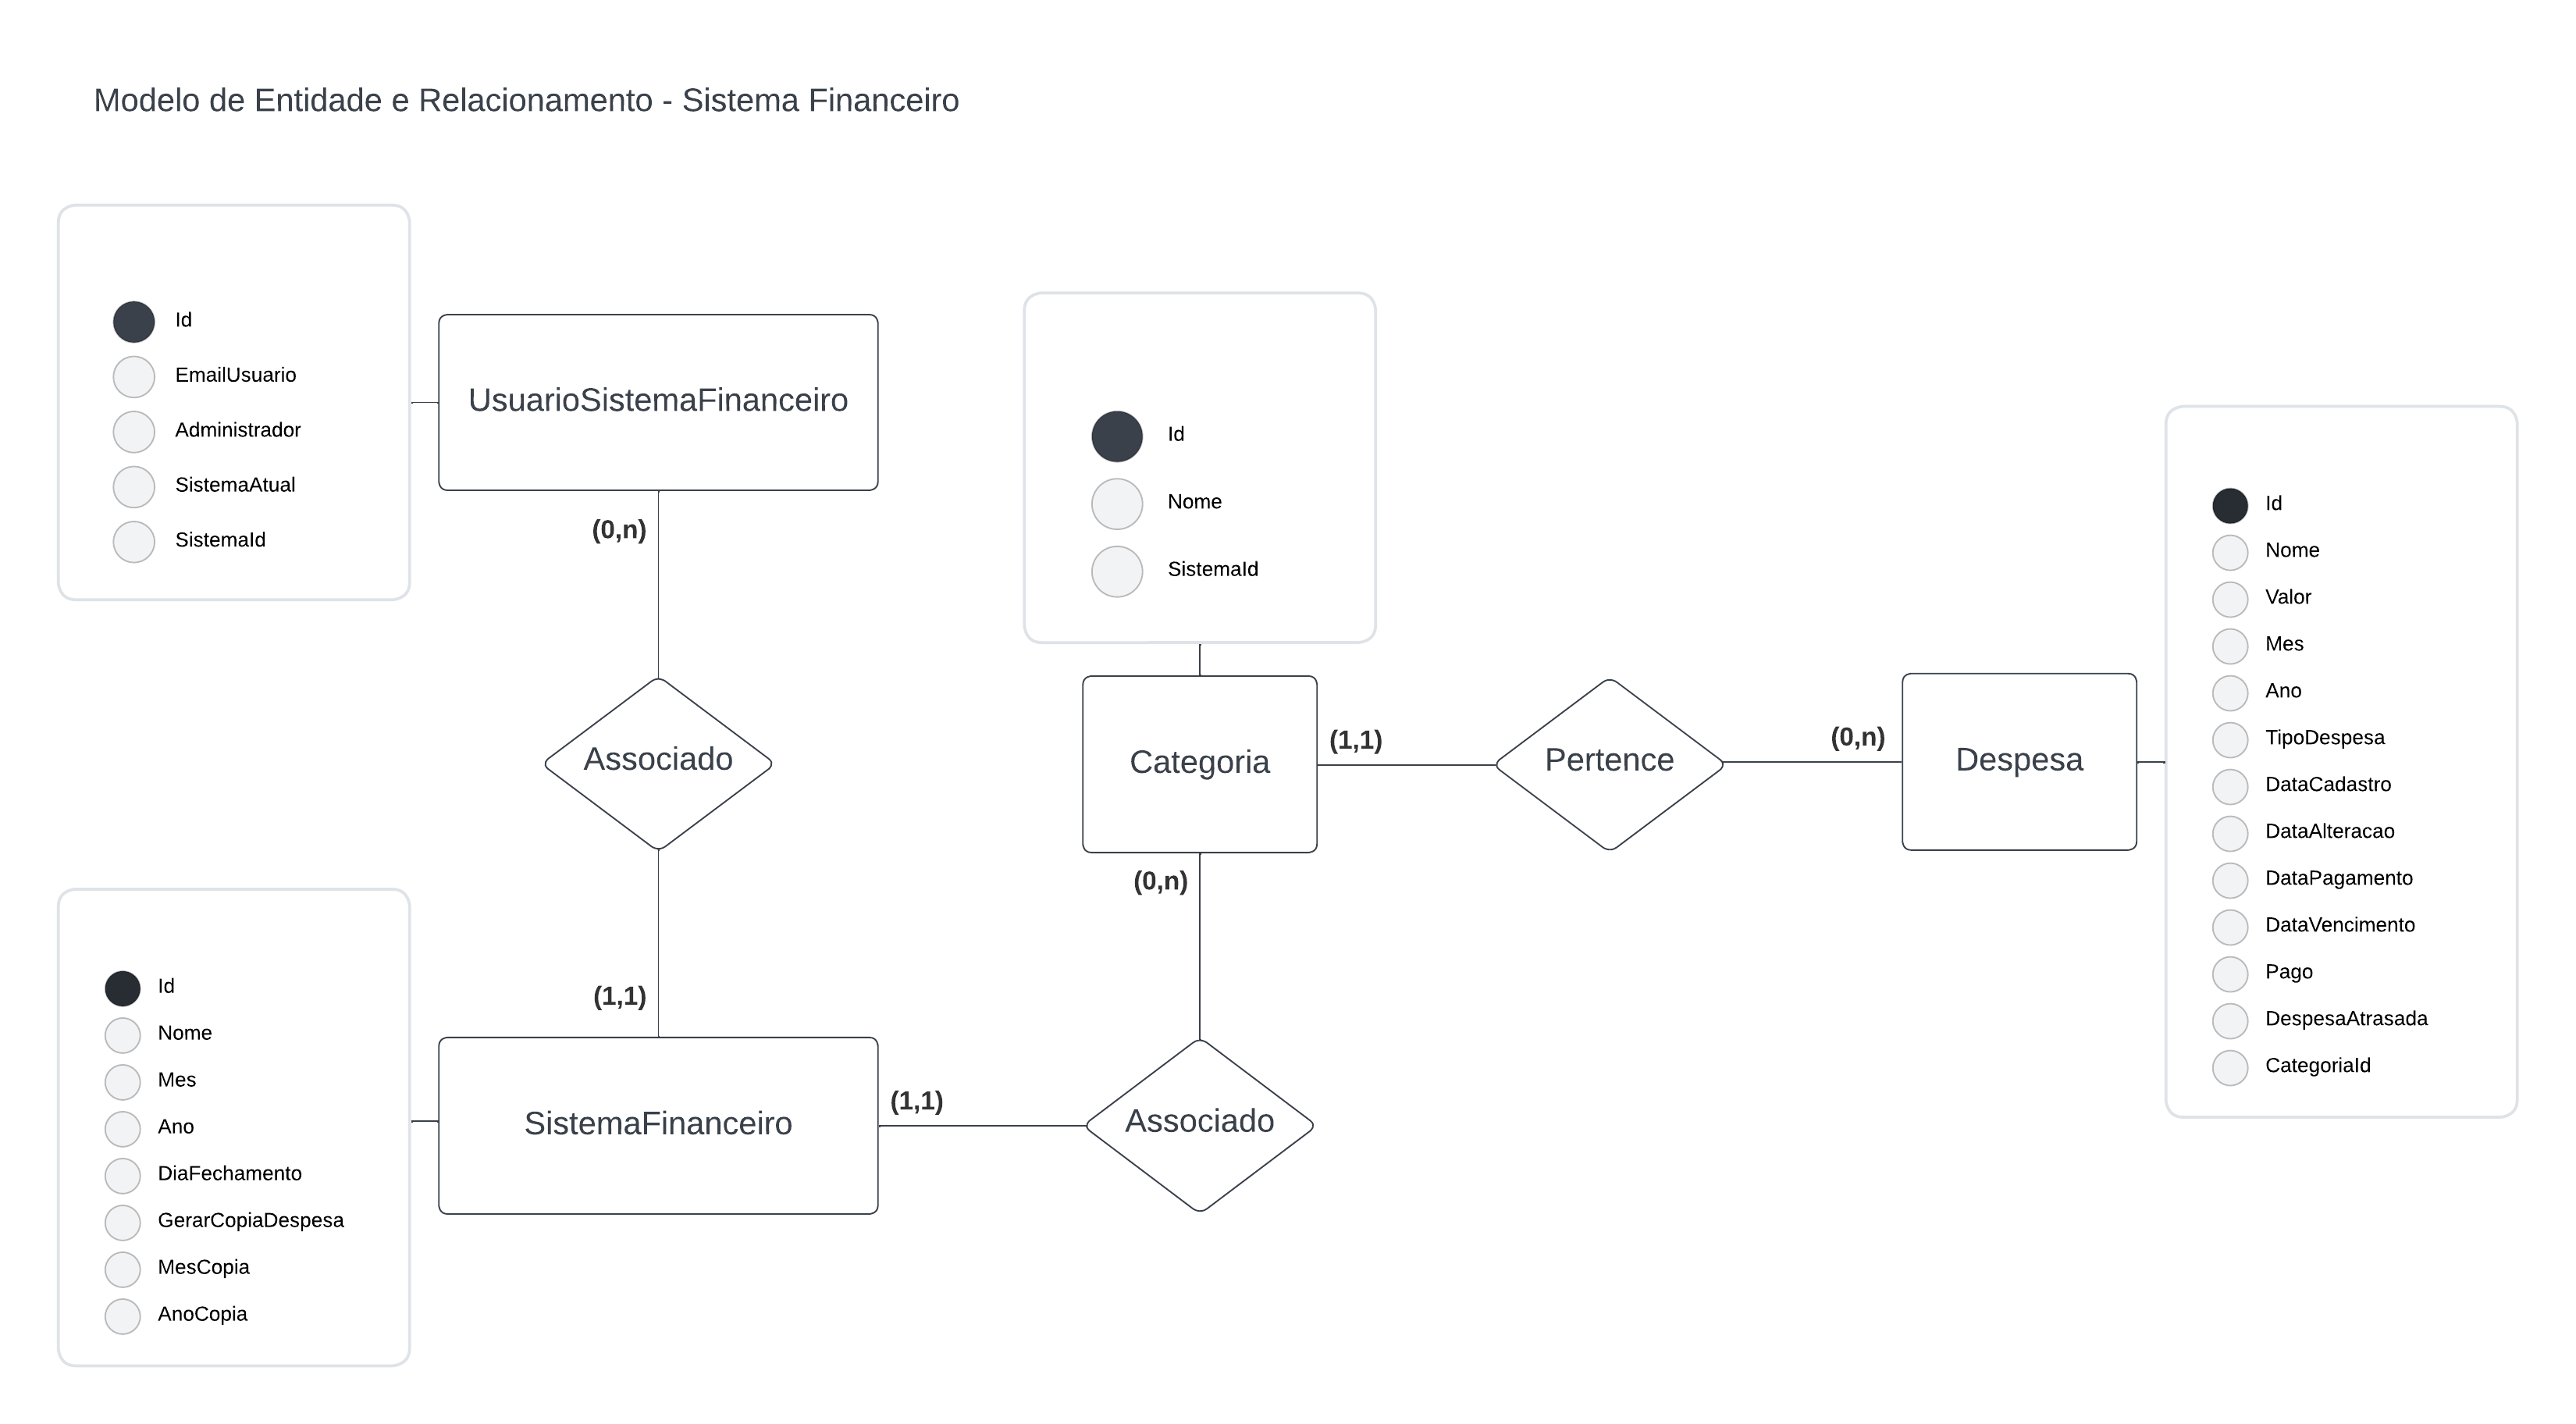 Modelo de Entidade e Relacionamento - Sistema Financeiro
Id
EmailUsuario
Administrador
SistemaAtual
SistemaId
UsuarioSistemaFinanceiro
(0,n)
Associado
(1,1)
Id
Nome
Mes
Ano
DiaFechamento
GerarCopiaDespesa
MesCopia
AnoCopia
SistemaFinanceiro
(1,1)
Associado
(0,n)
Id
Nome
SistemaId
Categoria
(1,1)
Pertence
(0,n)
Despesa
Id
Nome
Valor
Mes
Ano
TipoDespesa
DataCadastro
DataAlteracao
DataPagamento
DataVencimento
Pago
DespesaAtrasada
CategoriaId